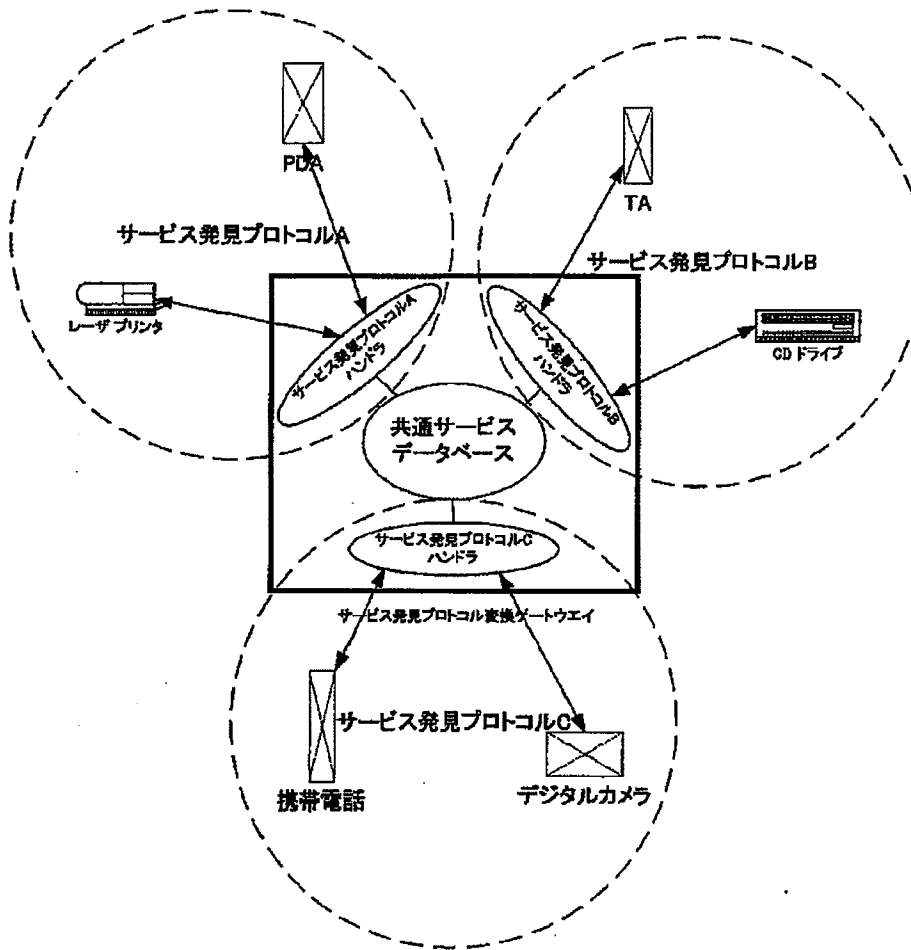 PDA
TA
サービス発見プロトコルA
サービス発見プロトコルB
レーザプリンタ
CDドライブ
サービス発見プロトコルA
ハンドラ
サービス発見プロトコルB
ハンドラ
共通サービス
データベース
サービス発見プロトコルC
ハンドラ
サービス発見プロトコル変換ゲートウエイ
サービス発見プロトコルC
携帯電話
デジタルカメラ